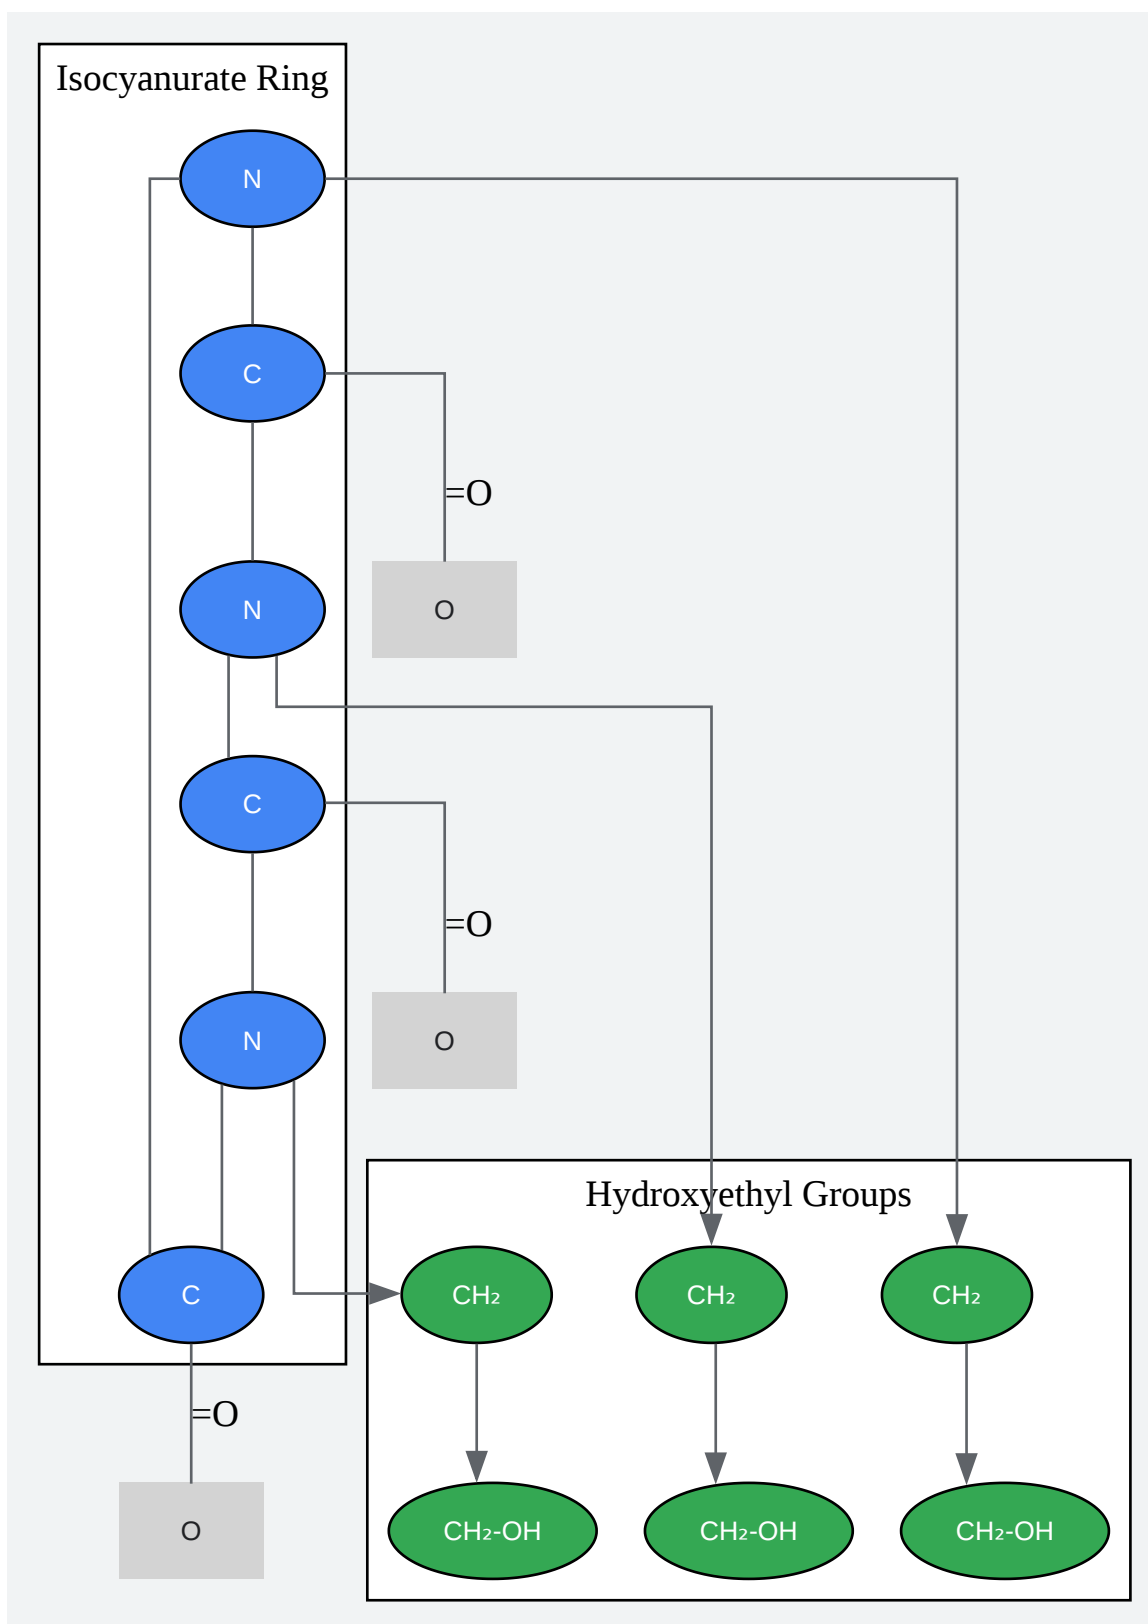 Isocyanurate Ring
N
C
=O
N
O
C
=O
N
O
Hydroxyethyl Groups
C
CH₂
CH₂
CH₂
=O
O
CH₂-OH
CH₂-OH
CH₂-OH